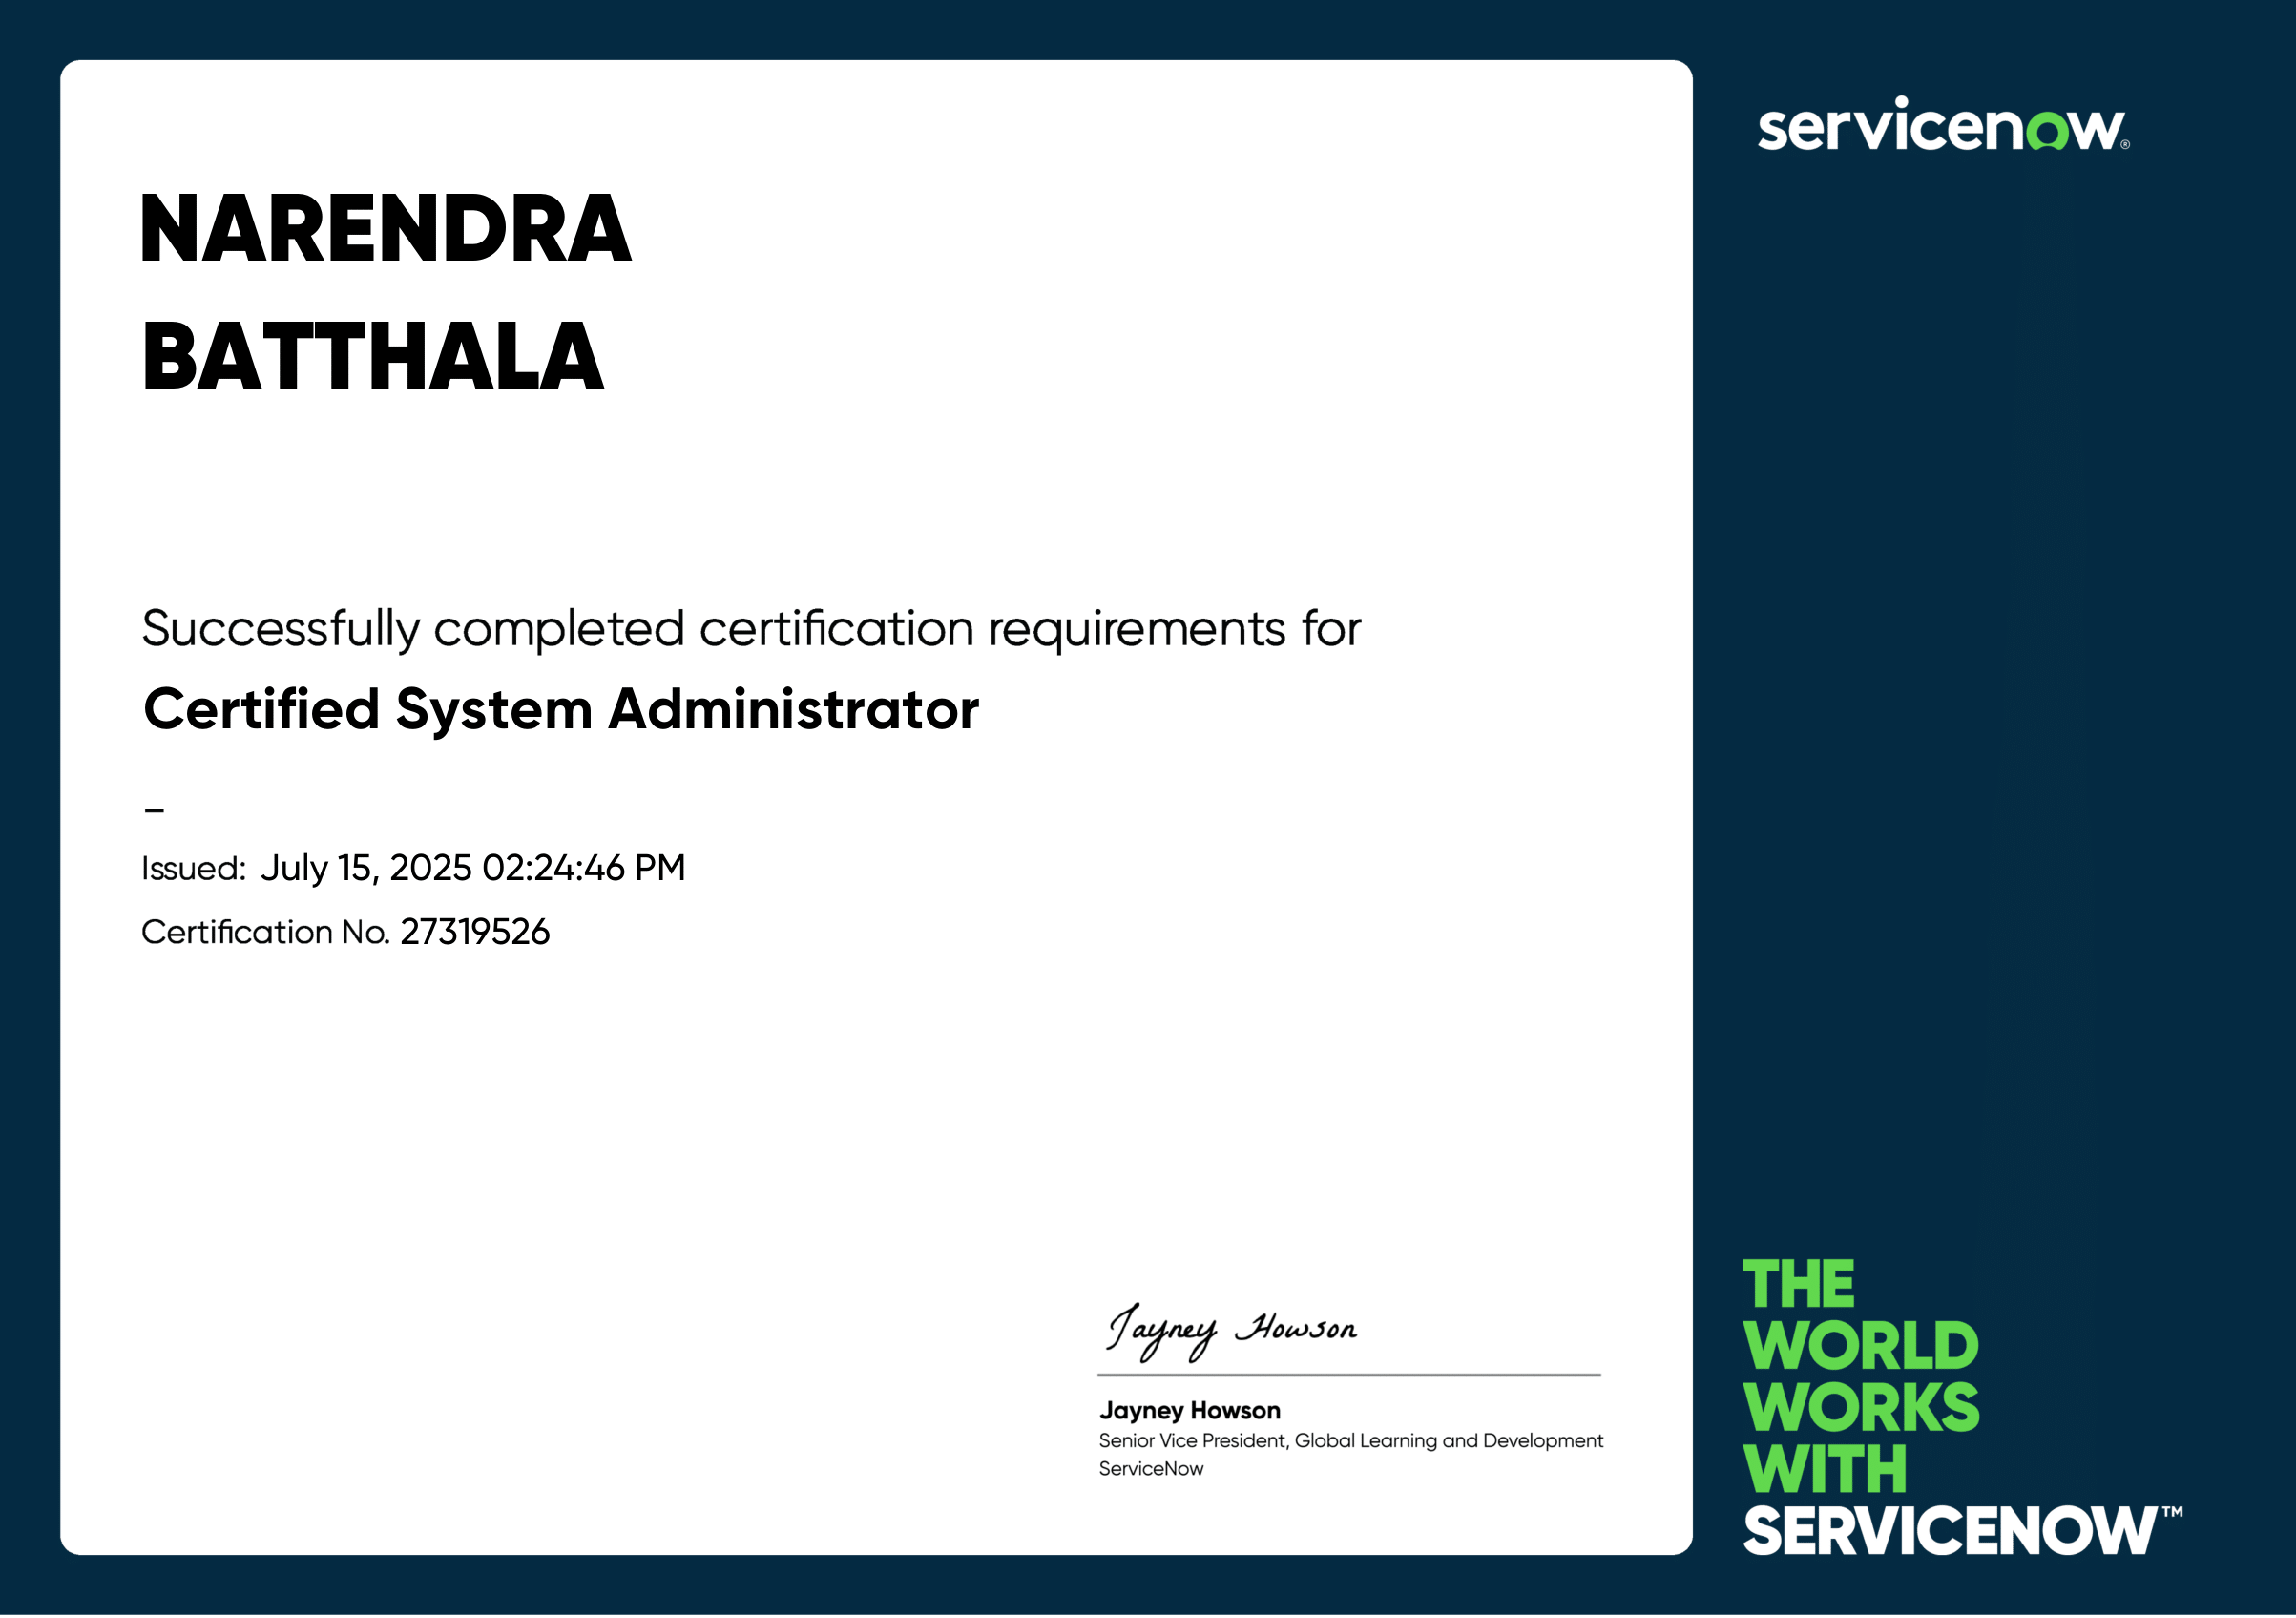 servicenow®
NARENDRA
BATTHALA
Successfully completed certification requirements for
Certified System Administrator
–
Issued: July 15, 2025 02:24:46 PM
Certification No. 27319526
Jayney Howson
Jayney Howson
Senior Vice President, Global Learning and Development
ServiceNow
THE
WORLD
WORKS
WITH
SERVICENOW™